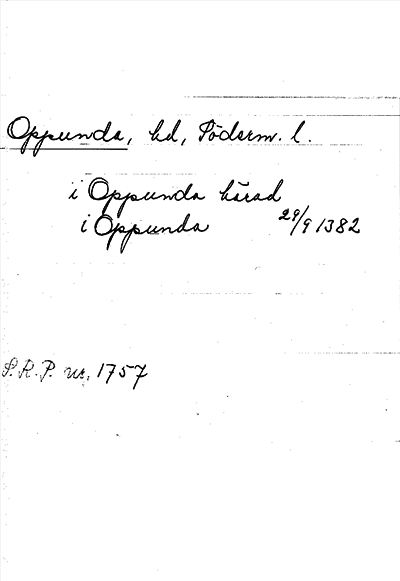 Oppunda, hd, Söderm. l.
i Oppunda härad
i Oppunda 29/9 1382
S.R.P. nr. 1757